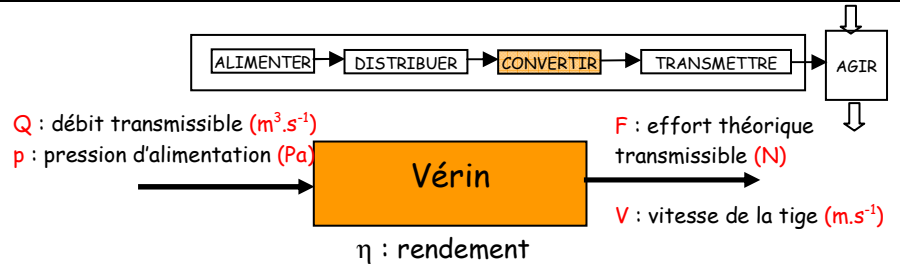 ALIMENTER DISTRIBUER CONVERTIR TRANSMETTRE AGIR
Q : débit transmissible (m³.s⁻¹)
p : pression d'alimentation (Pa)
Vérin
η : rendement
F : effort théorique
transmissible (N)
V : vitesse de la tige (m.s⁻¹)